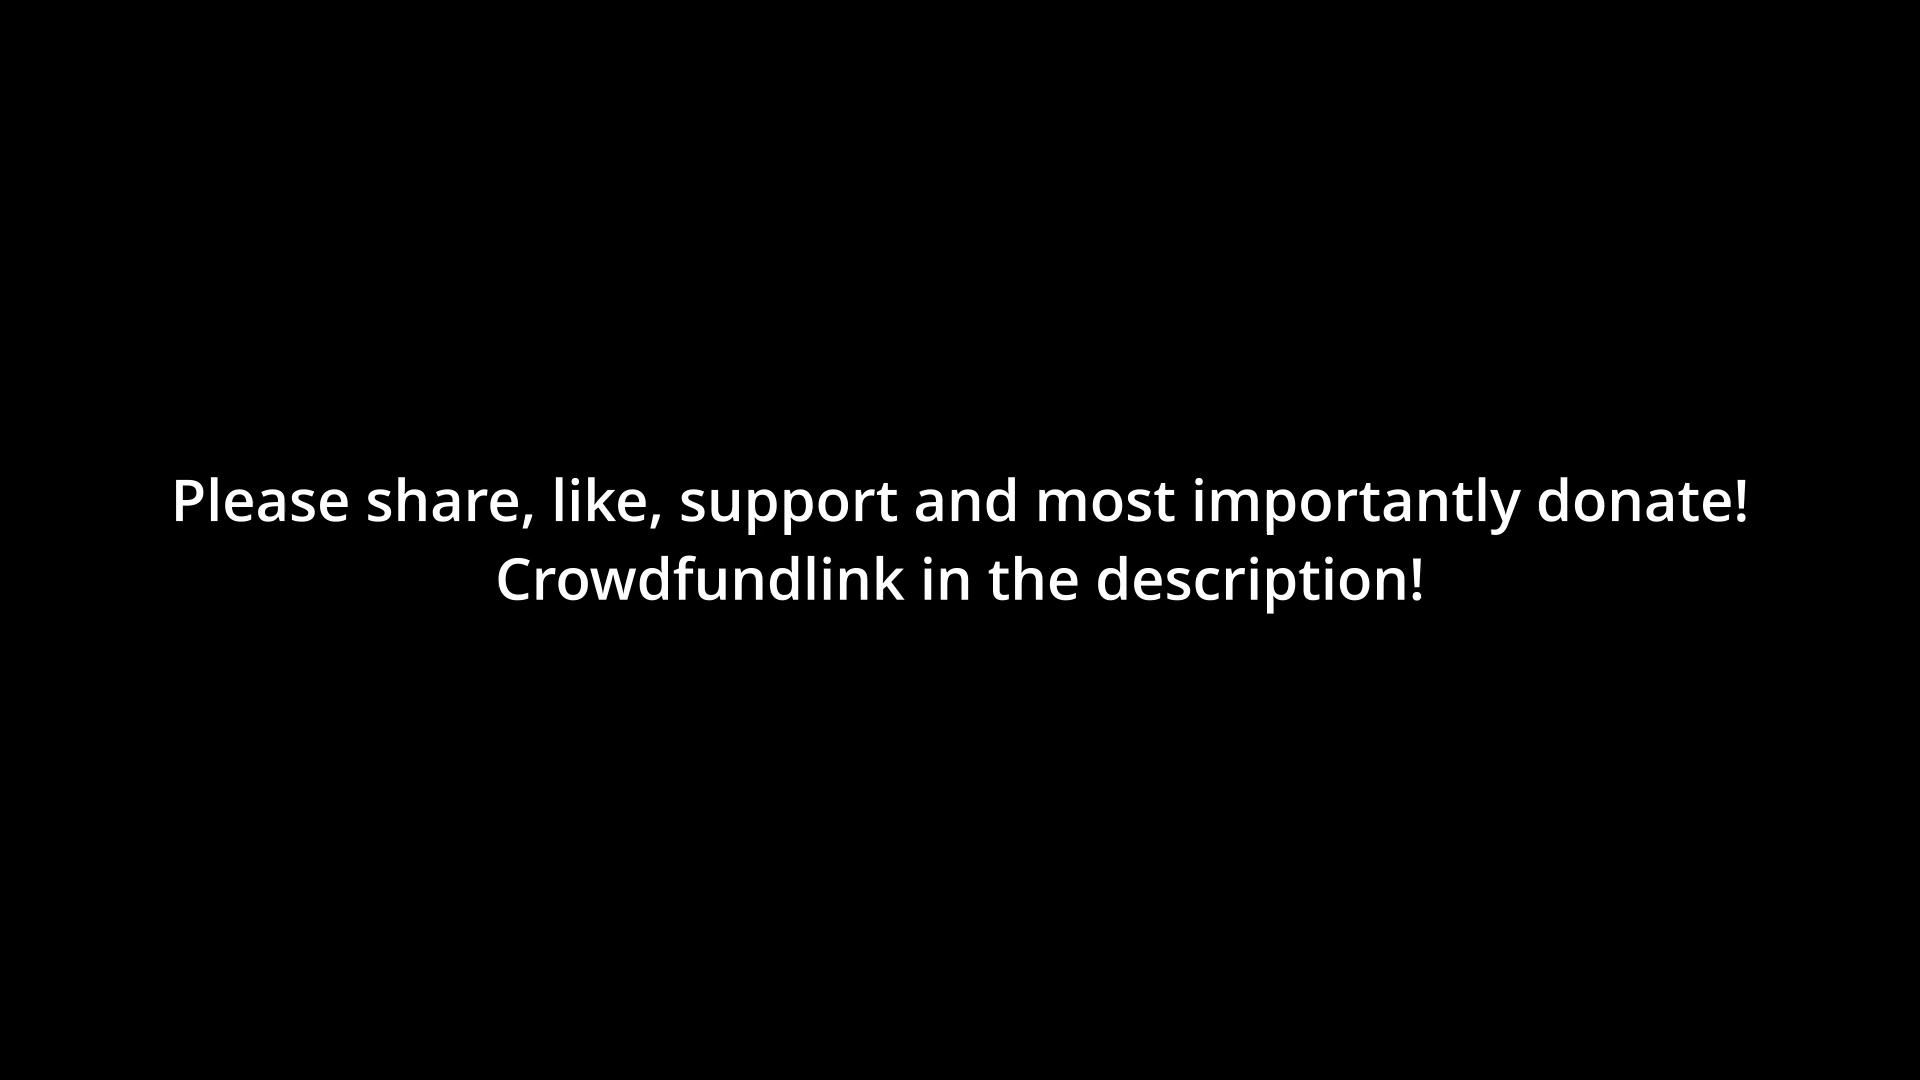 Please share, like, support and most importantly donate!
Crowdfundlink in the description!